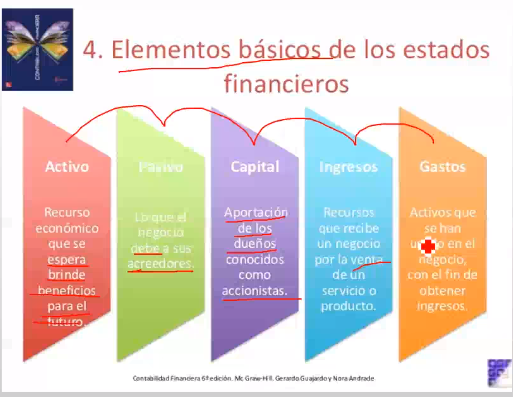 4. Elementos básicos de los estados
financieros
Activo
Recurso
económico
que se
espera
brinde
beneficios
para el
futuro.
Pasivo
Lo que el
negocio
debe a sus
acreedores.
Capital
Aportación
de los
dueños
conocidos
como
accionistas.
Ingresos
Recursos
que recibe
un negocio
por la venta
de un
servicio o
producto.
Gastos
Activos que
se han
en el
negocio,
con el fin de
obtener
ingresos.
Contabilidad Financiera 6ª edición. Mc Graw-Hill. Gerardo Guajardo y Nora Andrade